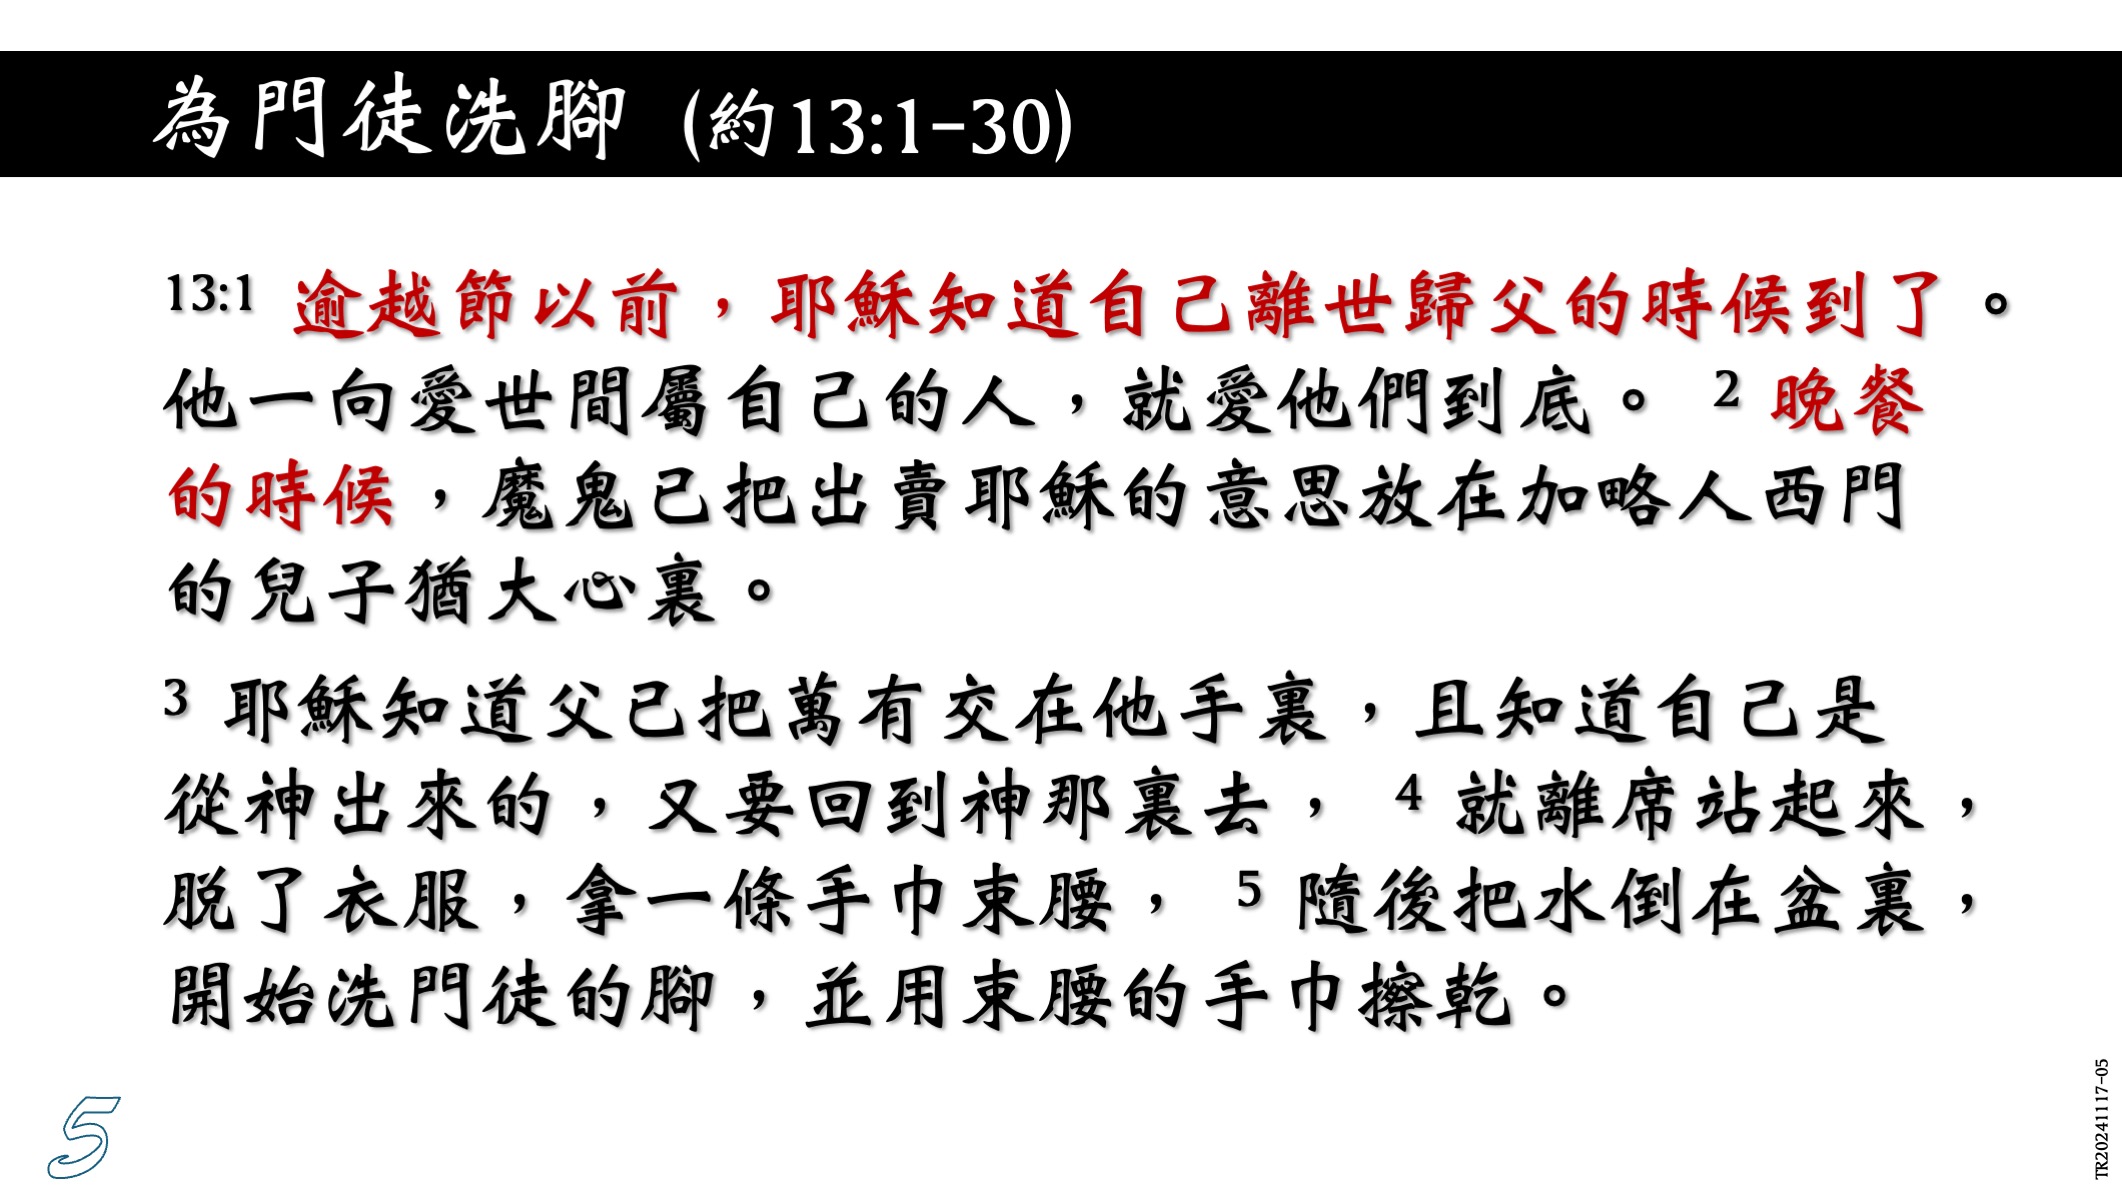 為門徒洗腳 (約13:1-30)
13:1 逾越節以前，耶穌知道自己離世歸父的時候到了。
他一向愛世間屬自己的人，就愛他們到底。 2 晚餐
的時候，魔鬼已把出賣耶穌的意思放在加略人西門
的兒子猶大心裏。
3 耶穌知道父已把萬有交在他手裏，且知道自己是
從神出來的，又要回到神那裏去， 4 就離席站起來，
脱了衣服，拿一條手巾束腰， 5 隨後把水倒在盆裏，
開始洗門徒的腳，並用束腰的手巾擦乾。
5
TR20241117-05